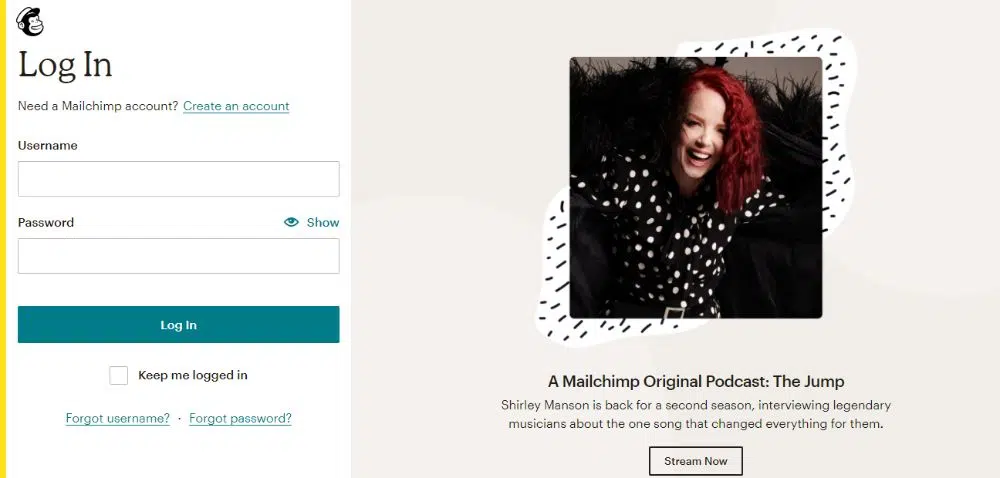 Log In
Need a Mailchimp account? Create an account
Username
Password
Show
Log In
Keep me logged in
Forgot username? · Forgot password?
A Mailchimp Original Podcast: The Jump
Shirley Manson is back for a second season, interviewing legendary
musicians about the one song that changed everything for them.
Stream Now